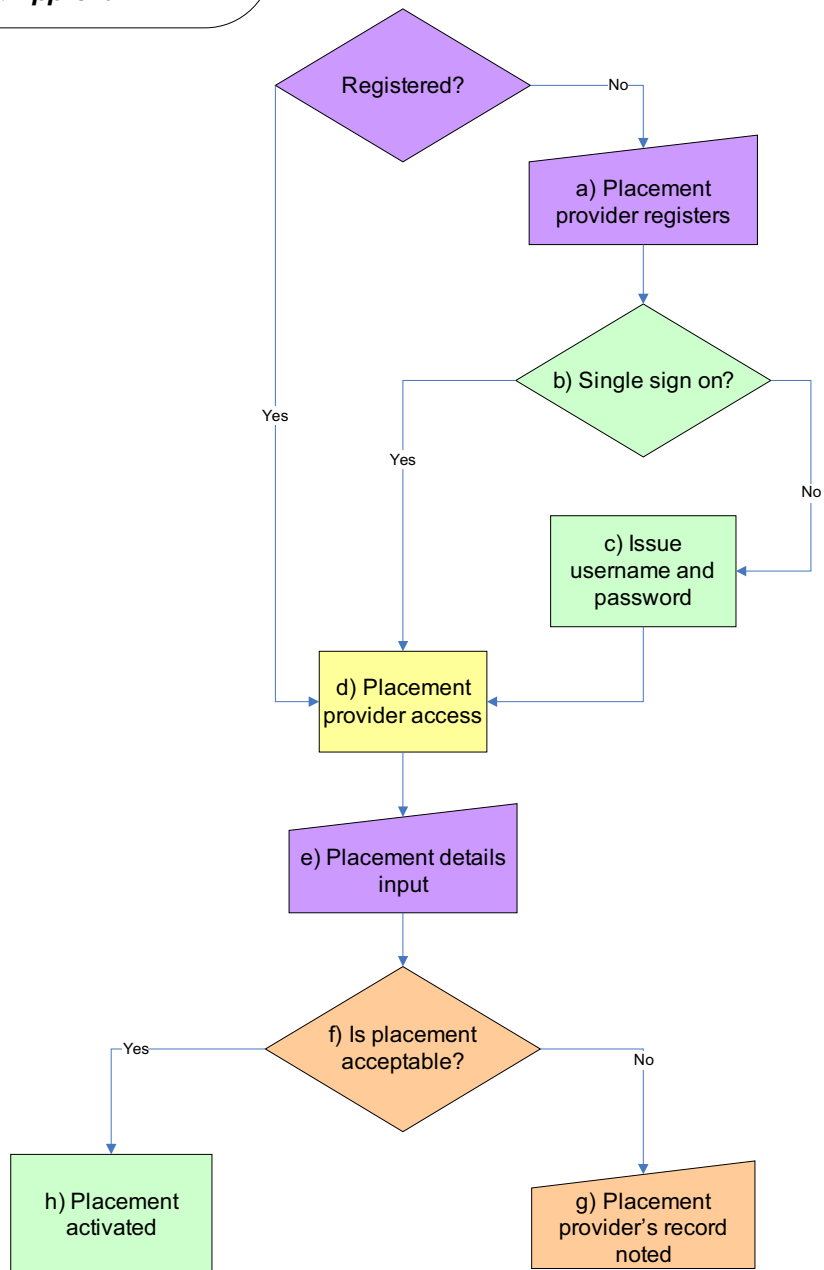 Registered?
No
a) Placement
provider registers
b) Single sign on?
Yes
Yes
No
c) Issue
username and
password
d) Placement
provider access
e) Placement details
input
f) Is placement
acceptable?
Yes
No
h) Placement
activated
g) Placement
provider’s record
noted